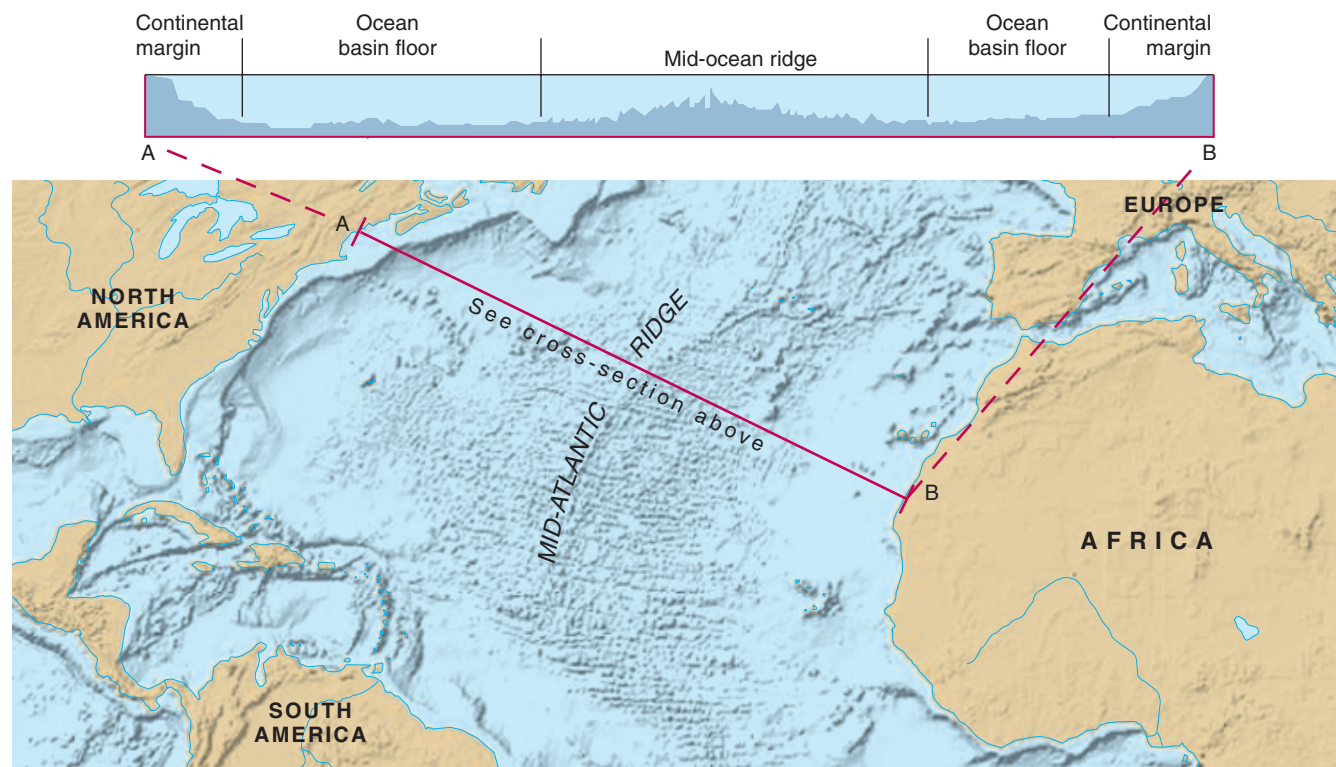 Continental
margin
Ocean
basin floor
Mid-ocean ridge
Ocean
basin floor
Continental
margin
A
B
A
EUROPE
NORTH
AMERICA
RIDGE
See cross-section above
MID-ATLANTIC
B
AFRICA
SOUTH
AMERICA